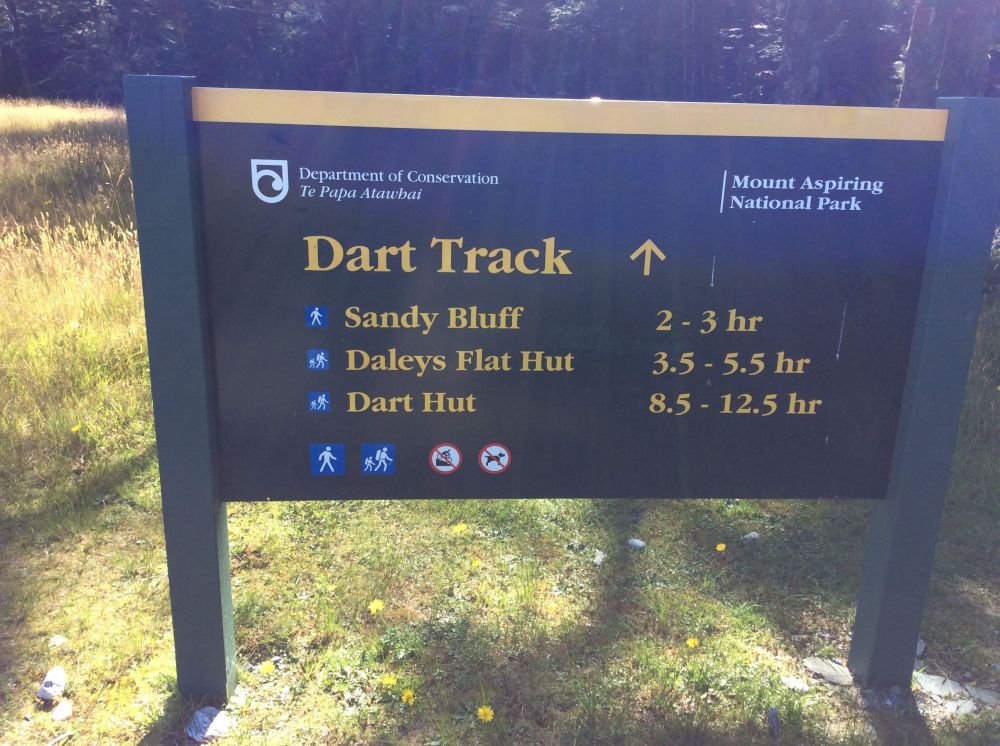 Department of Conservation
Te Papa Atawhai
Mount Aspiring
National Park
Dart Track ↑
Sandy Bluff 2 - 3 hr
Daleys Flat Hut 3.5 - 5.5 hr
Dart Hut 8.5 - 12.5 hr